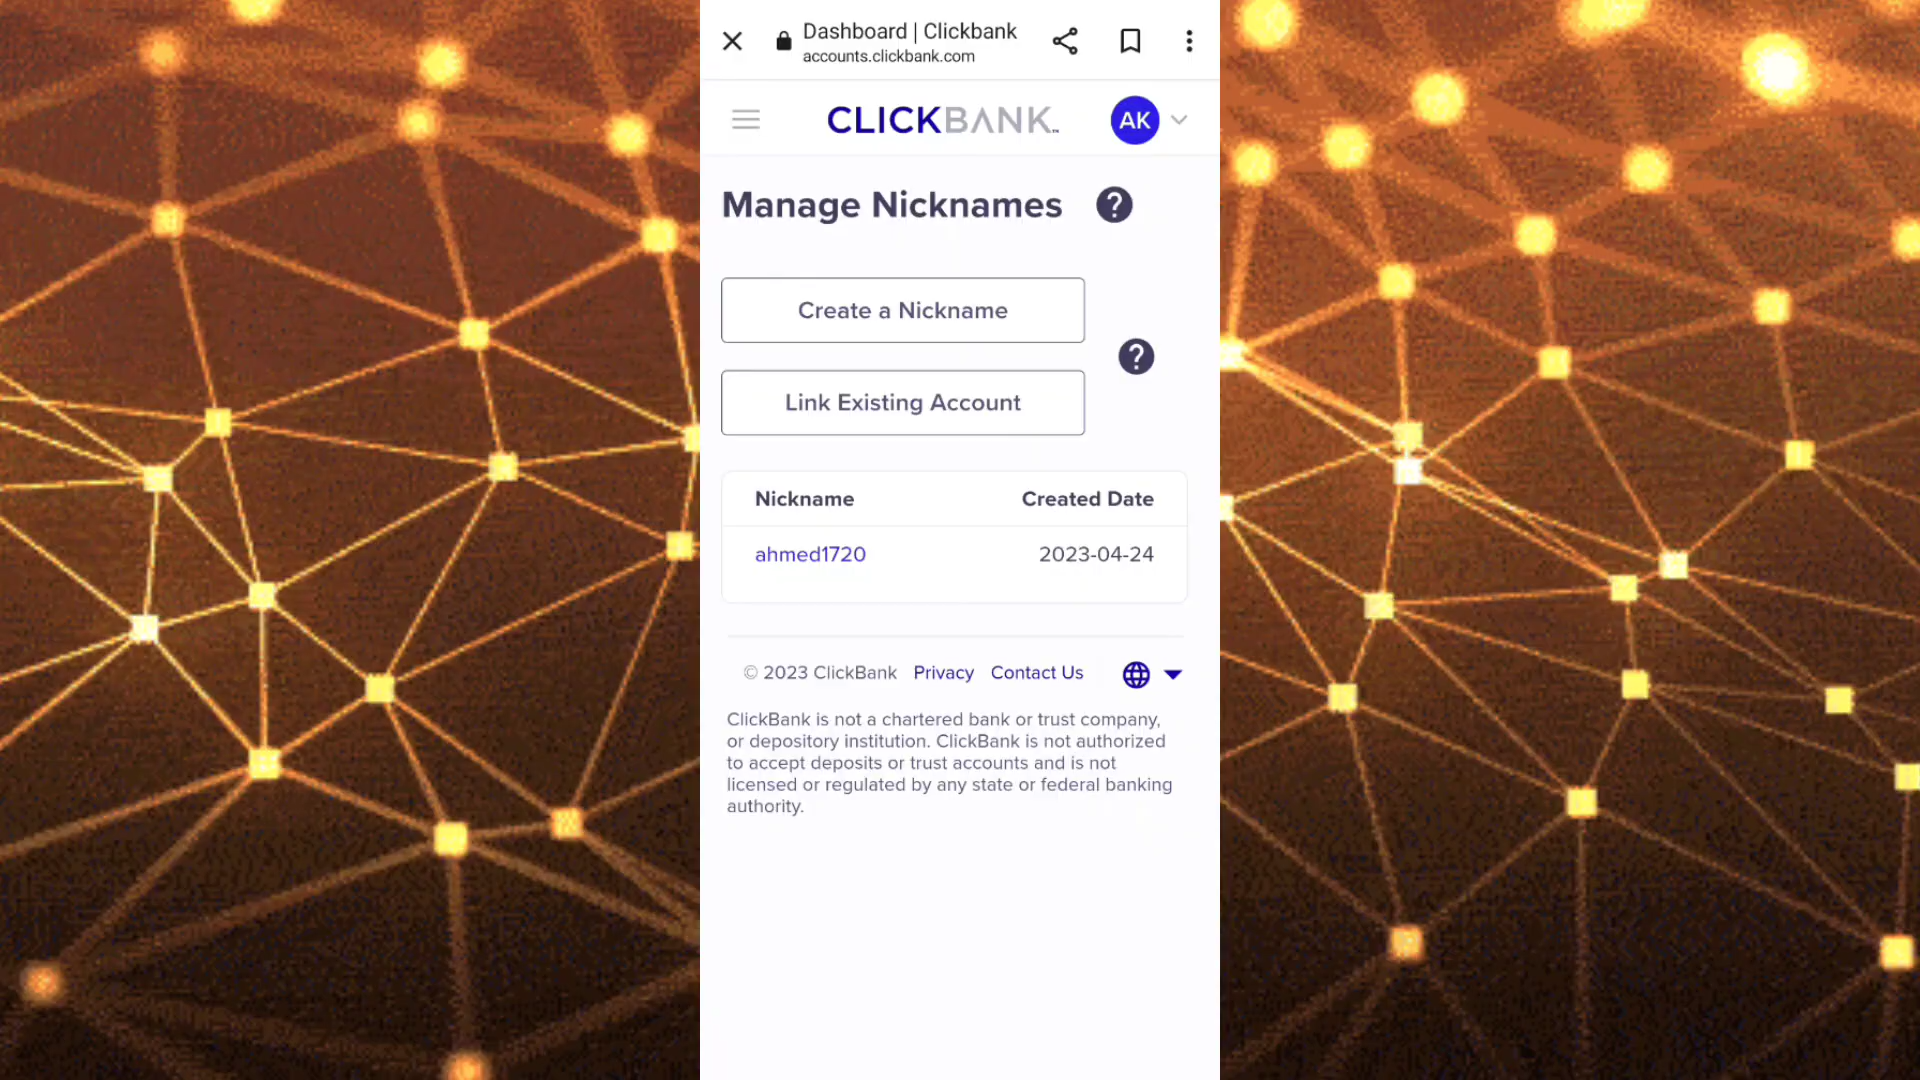 Dashboard | Clickbank
accounts.clickbank.com
CLICKBANK™
AK
Manage Nicknames ?
Create a Nickname
?
Link Existing Account
Nickname Created Date
ahmed1720 2023-04-24
© 2023 ClickBank Privacy Contact Us
ClickBank is not a chartered bank or trust company,
or depository institution. ClickBank is not authorized
to accept deposits or trust accounts and is not
licensed or regulated by any state or federal banking
authority.